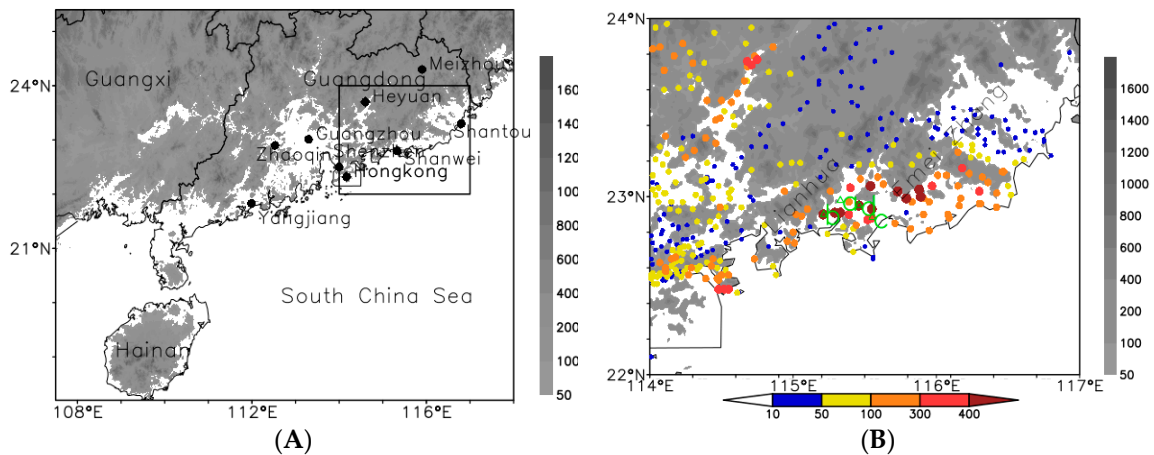 24°N
21°N
108°E 112°E 116°E
Guangxi
Guangdong
Meizhou
Heyuan
Guangzhou
Shantou
Zhaoqin
Shenzhen
Shanwei
Hongkong
Yangjiang
South China Sea
Hainan
160
140
120
100
800
600
400
200
100
50
(A)
24°N
23°N
22°N
114°E 115°E 116°E 117°E
1600
1400
1200
1000
800
600
400
200
100
50
10 50 100 300 400
(B)